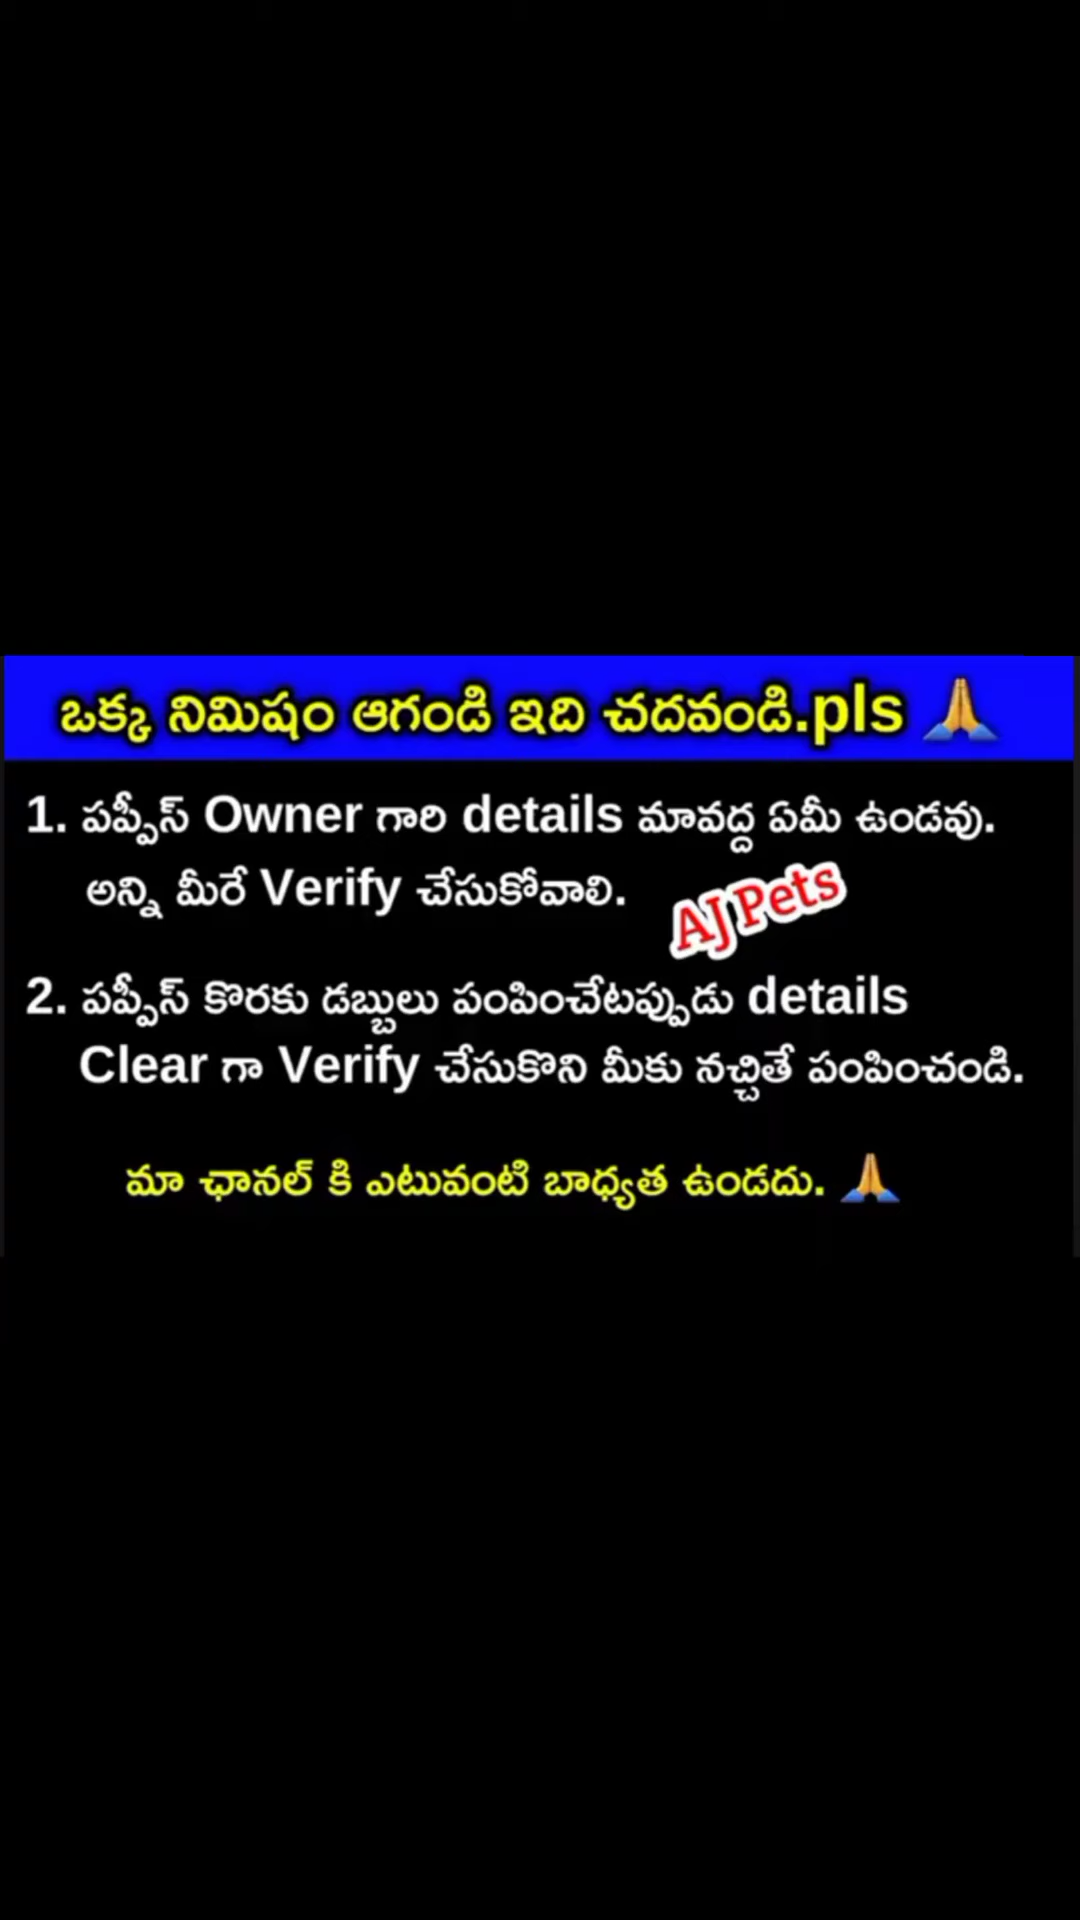 ఒక్క నిమిషం ఆగండి ఇది చదవండి.pls 🙏
1. పప్పీస్ Owner గారి details మావద్ద ఏమీ ఉండవు.
అన్ని మీరే Verify చేసుకోవాలి.
AJ Pets
2. పప్పీస్ కొరకు డబ్బులు పంపించేటప్పుడు details
Clear గా Verify చేసుకొని మీకు నచ్చితే పంపించండి.
మా ఛానల్ కి ఎటువంటి బాధ్యత ఉండదు. 🙏